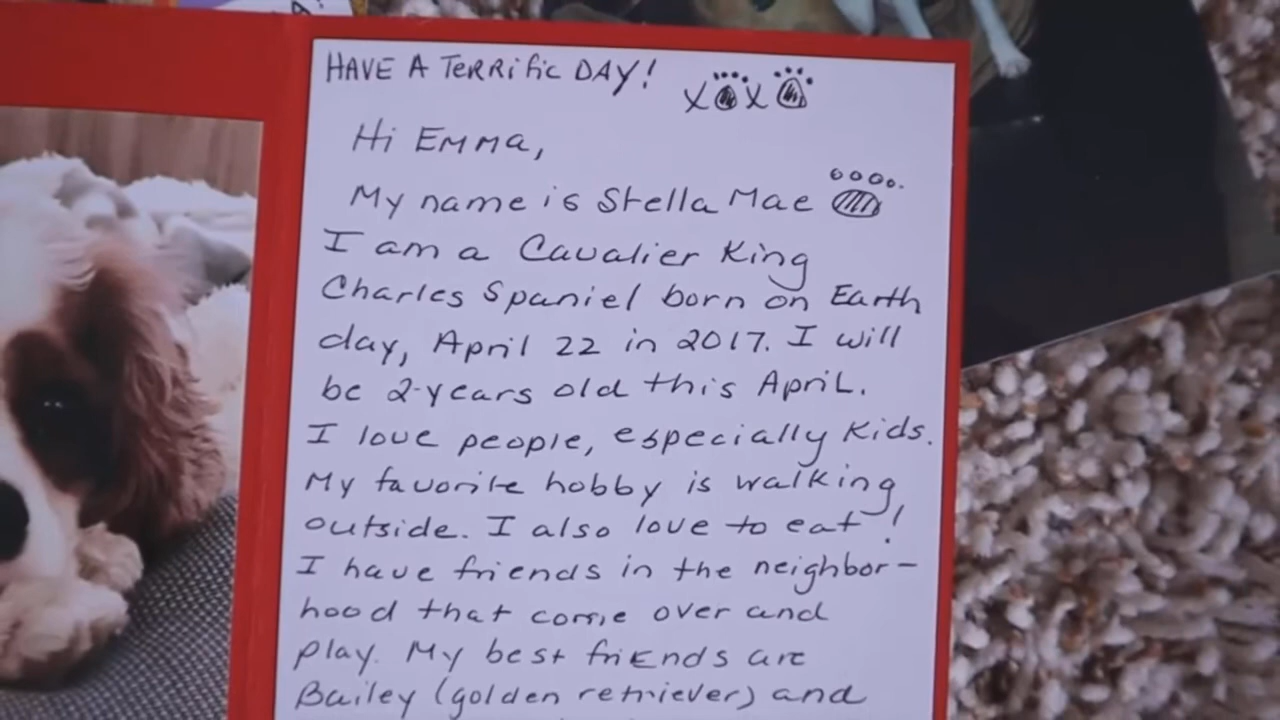 HAVE A TERRIFIC DAY! XOXO
Hi EMMA,
My name is Stella Mae
I am a Cavalier King
Charles Spaniel born on Earth
day, April 22 in 2017. I will
be 2-years old this April.
I love people, especially kids.
My favorite hobby is walking
outside. I also love to eat!
I have friends in the neighbor-
hood that come over and
play. My best friends are
Bailey (golden retriever) and